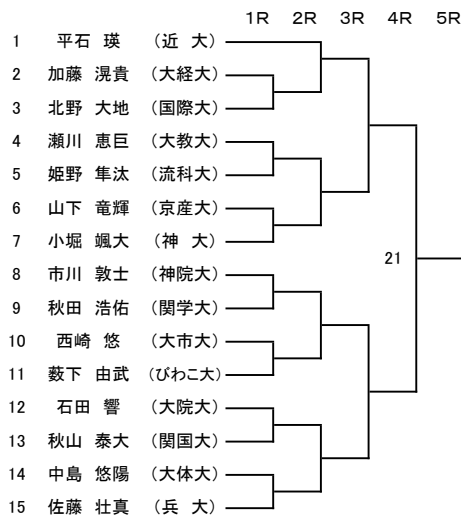 1R 2R 3R 4R 5R
1 平石 瑛 (近 大)
2 加藤 滉貴 (大経大)
3 北野 大地 (国際大)
4 瀬川 恵巨 (大教大)
5 姫野 隼汰 (流科大)
6 山下 竜輝 (京産大)
7 小堀 颯大 (神 大)
8 市川 敦士 (神院大)
21
9 秋田 浩佑 (関学大)
10 西崎 悠 (大市大)
11 薮下 由武 (びわこ大)
12 石田 響 (大院大)
13 秋山 泰大 (関国大)
14 中島 悠陽 (大体大)
15 佐藤 壮真 (兵 大)